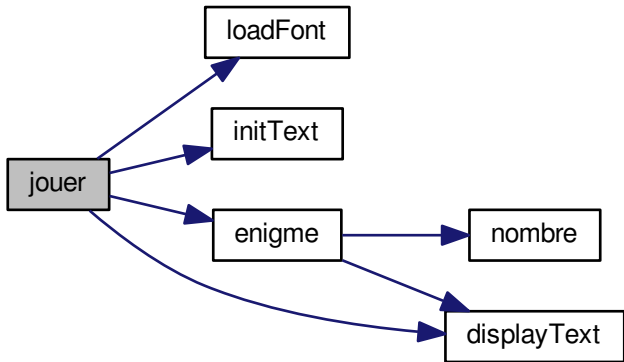 loadFont
initText
jouer
enigme
nombre
displayText